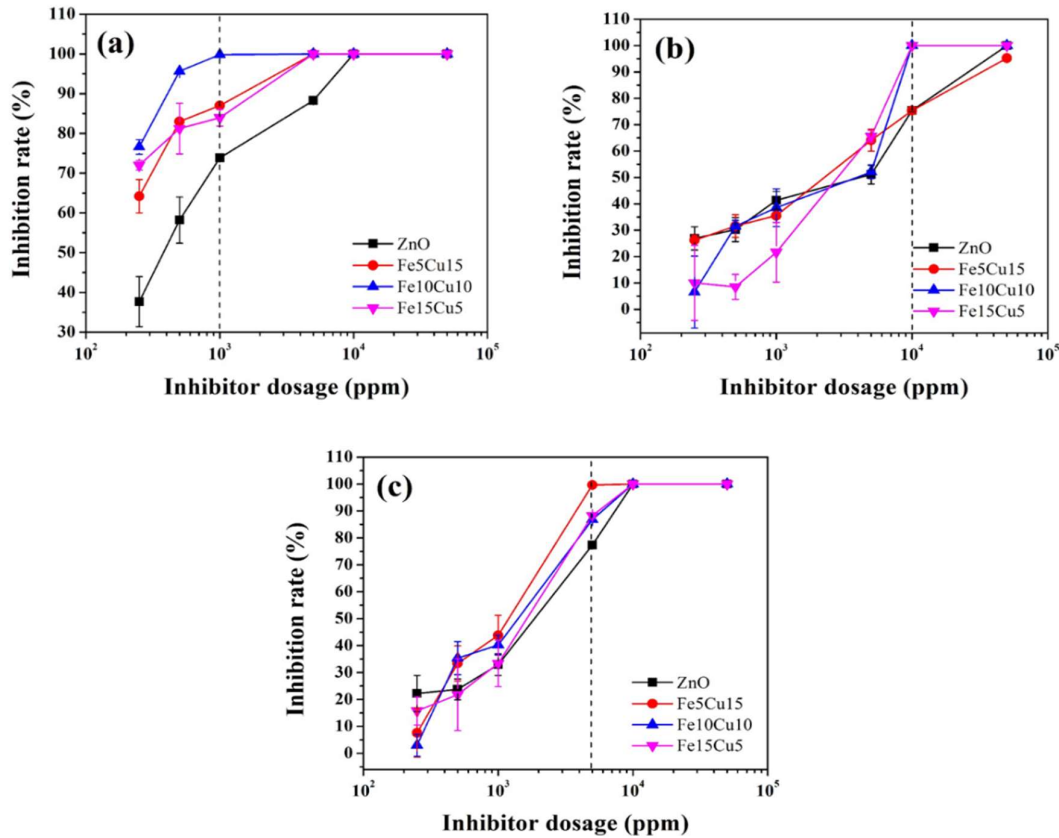 (a)
Inhibition rate (%)
110
100
90
80
70
60
50
40
30
ZnO
Fe5Cu15
Fe10Cu10
Fe15Cu5
10² 10³ 10⁴ 10⁵
Inhibitor dosage (ppm)
(b)
Inhibition rate (%)
110
100
90
80
70
60
50
40
30
20
10
0
ZnO
Fe5Cu15
Fe10Cu10
Fe15Cu5
10² 10³ 10⁴ 10⁵
Inhibitor dosage (ppm)
(c)
Inhibition rate (%)
110
100
90
80
70
60
50
40
30
20
10
0
ZnO
Fe5Cu15
Fe10Cu10
Fe15Cu5
10² 10³ 10⁴ 10⁵
Inhibitor dosage (ppm)